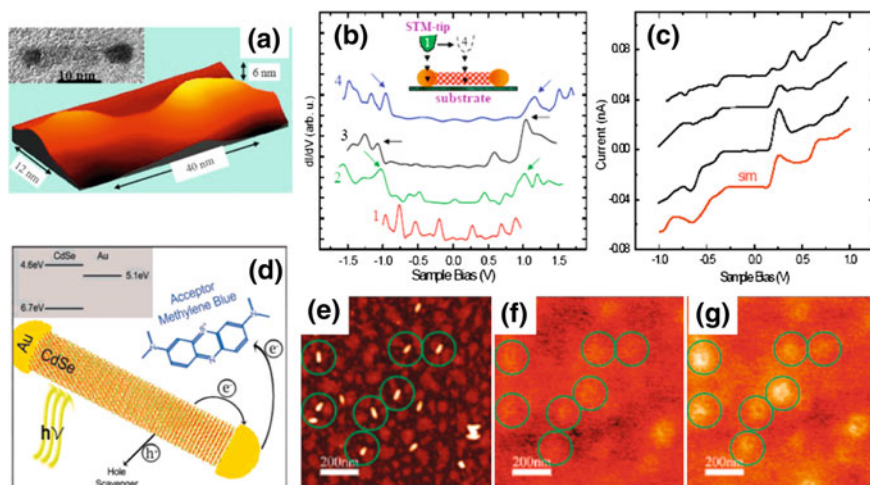 (a)
10 nm
6 nm
12 nm
40 nm
(b)
STM-tip
1
4
substrate
4
3
2
1
dI/dV (arb. u.)
-1.5 -1.0 -0.5 0.0 0.5 1.0 1.5
Sample Bias (V)
(c)
0.08
0.04
0.00
-0.04
-0.08
Current (nA)
sim
-1.0 -0.5 0.0 0.5 1.0
Sample Bias (V)
(d)
CdSe Au
4.6eV
5.1eV
6.7eV
Acceptor
Methylene Blue
Au
CdSe
e-
e-
hν
h+
Hole
Scavenger
N
S+
N
N
(e)
200nm
(f)
200nm
(g)
200nm